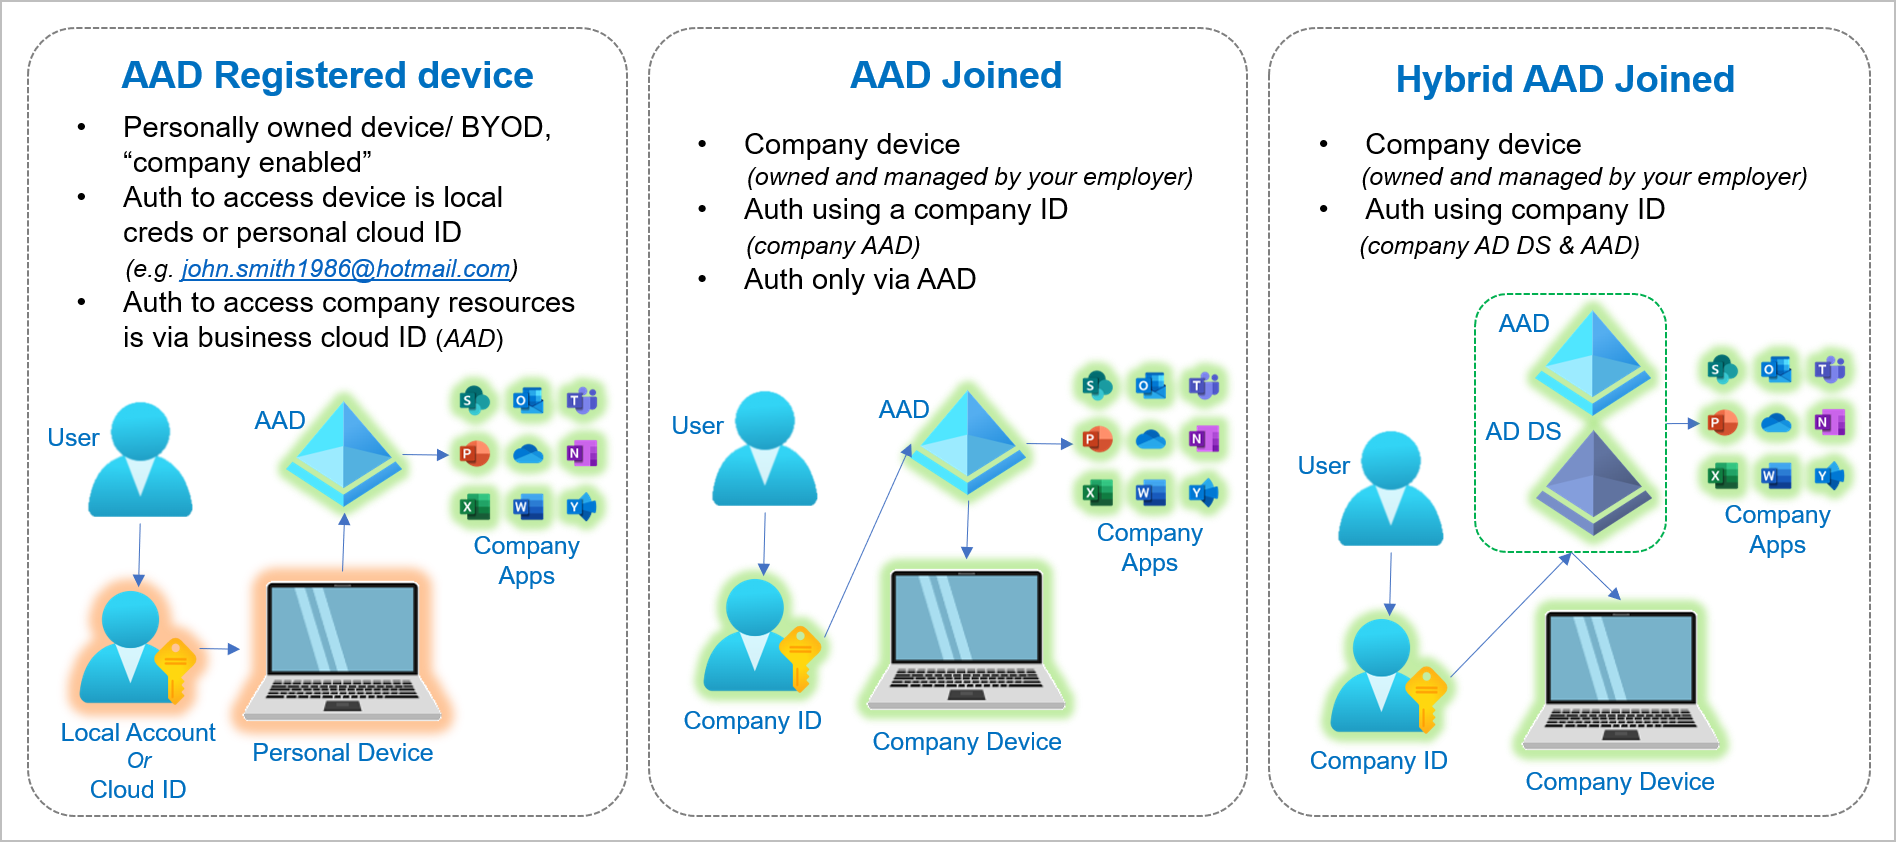 AAD Registered device
• Personally owned device/ BYOD,
“company enabled”
• Auth to access device is local
creds or personal cloud ID
(e.g. john.smith1986@hotmail.com)
• Auth to access company resources
is via business cloud ID (AAD)
User
AAD
S
O
T
P
N
X
W
Y
Company
Apps
Local Account
Or
Cloud ID
Personal Device
AAD Joined
• Company device
(owned and managed by your employer)
• Auth using a company ID
(company AAD)
• Auth only via AAD
User
AAD
S
O
T
P
N
X
W
Y
Company
Apps
Company ID
Company Device
Hybrid AAD Joined
• Company device
(owned and managed by your employer)
• Auth using company ID
(company AD DS & AAD)
AAD
AD DS
User
S
O
T
P
N
X
W
Y
Company
Apps
Company ID
Company Device